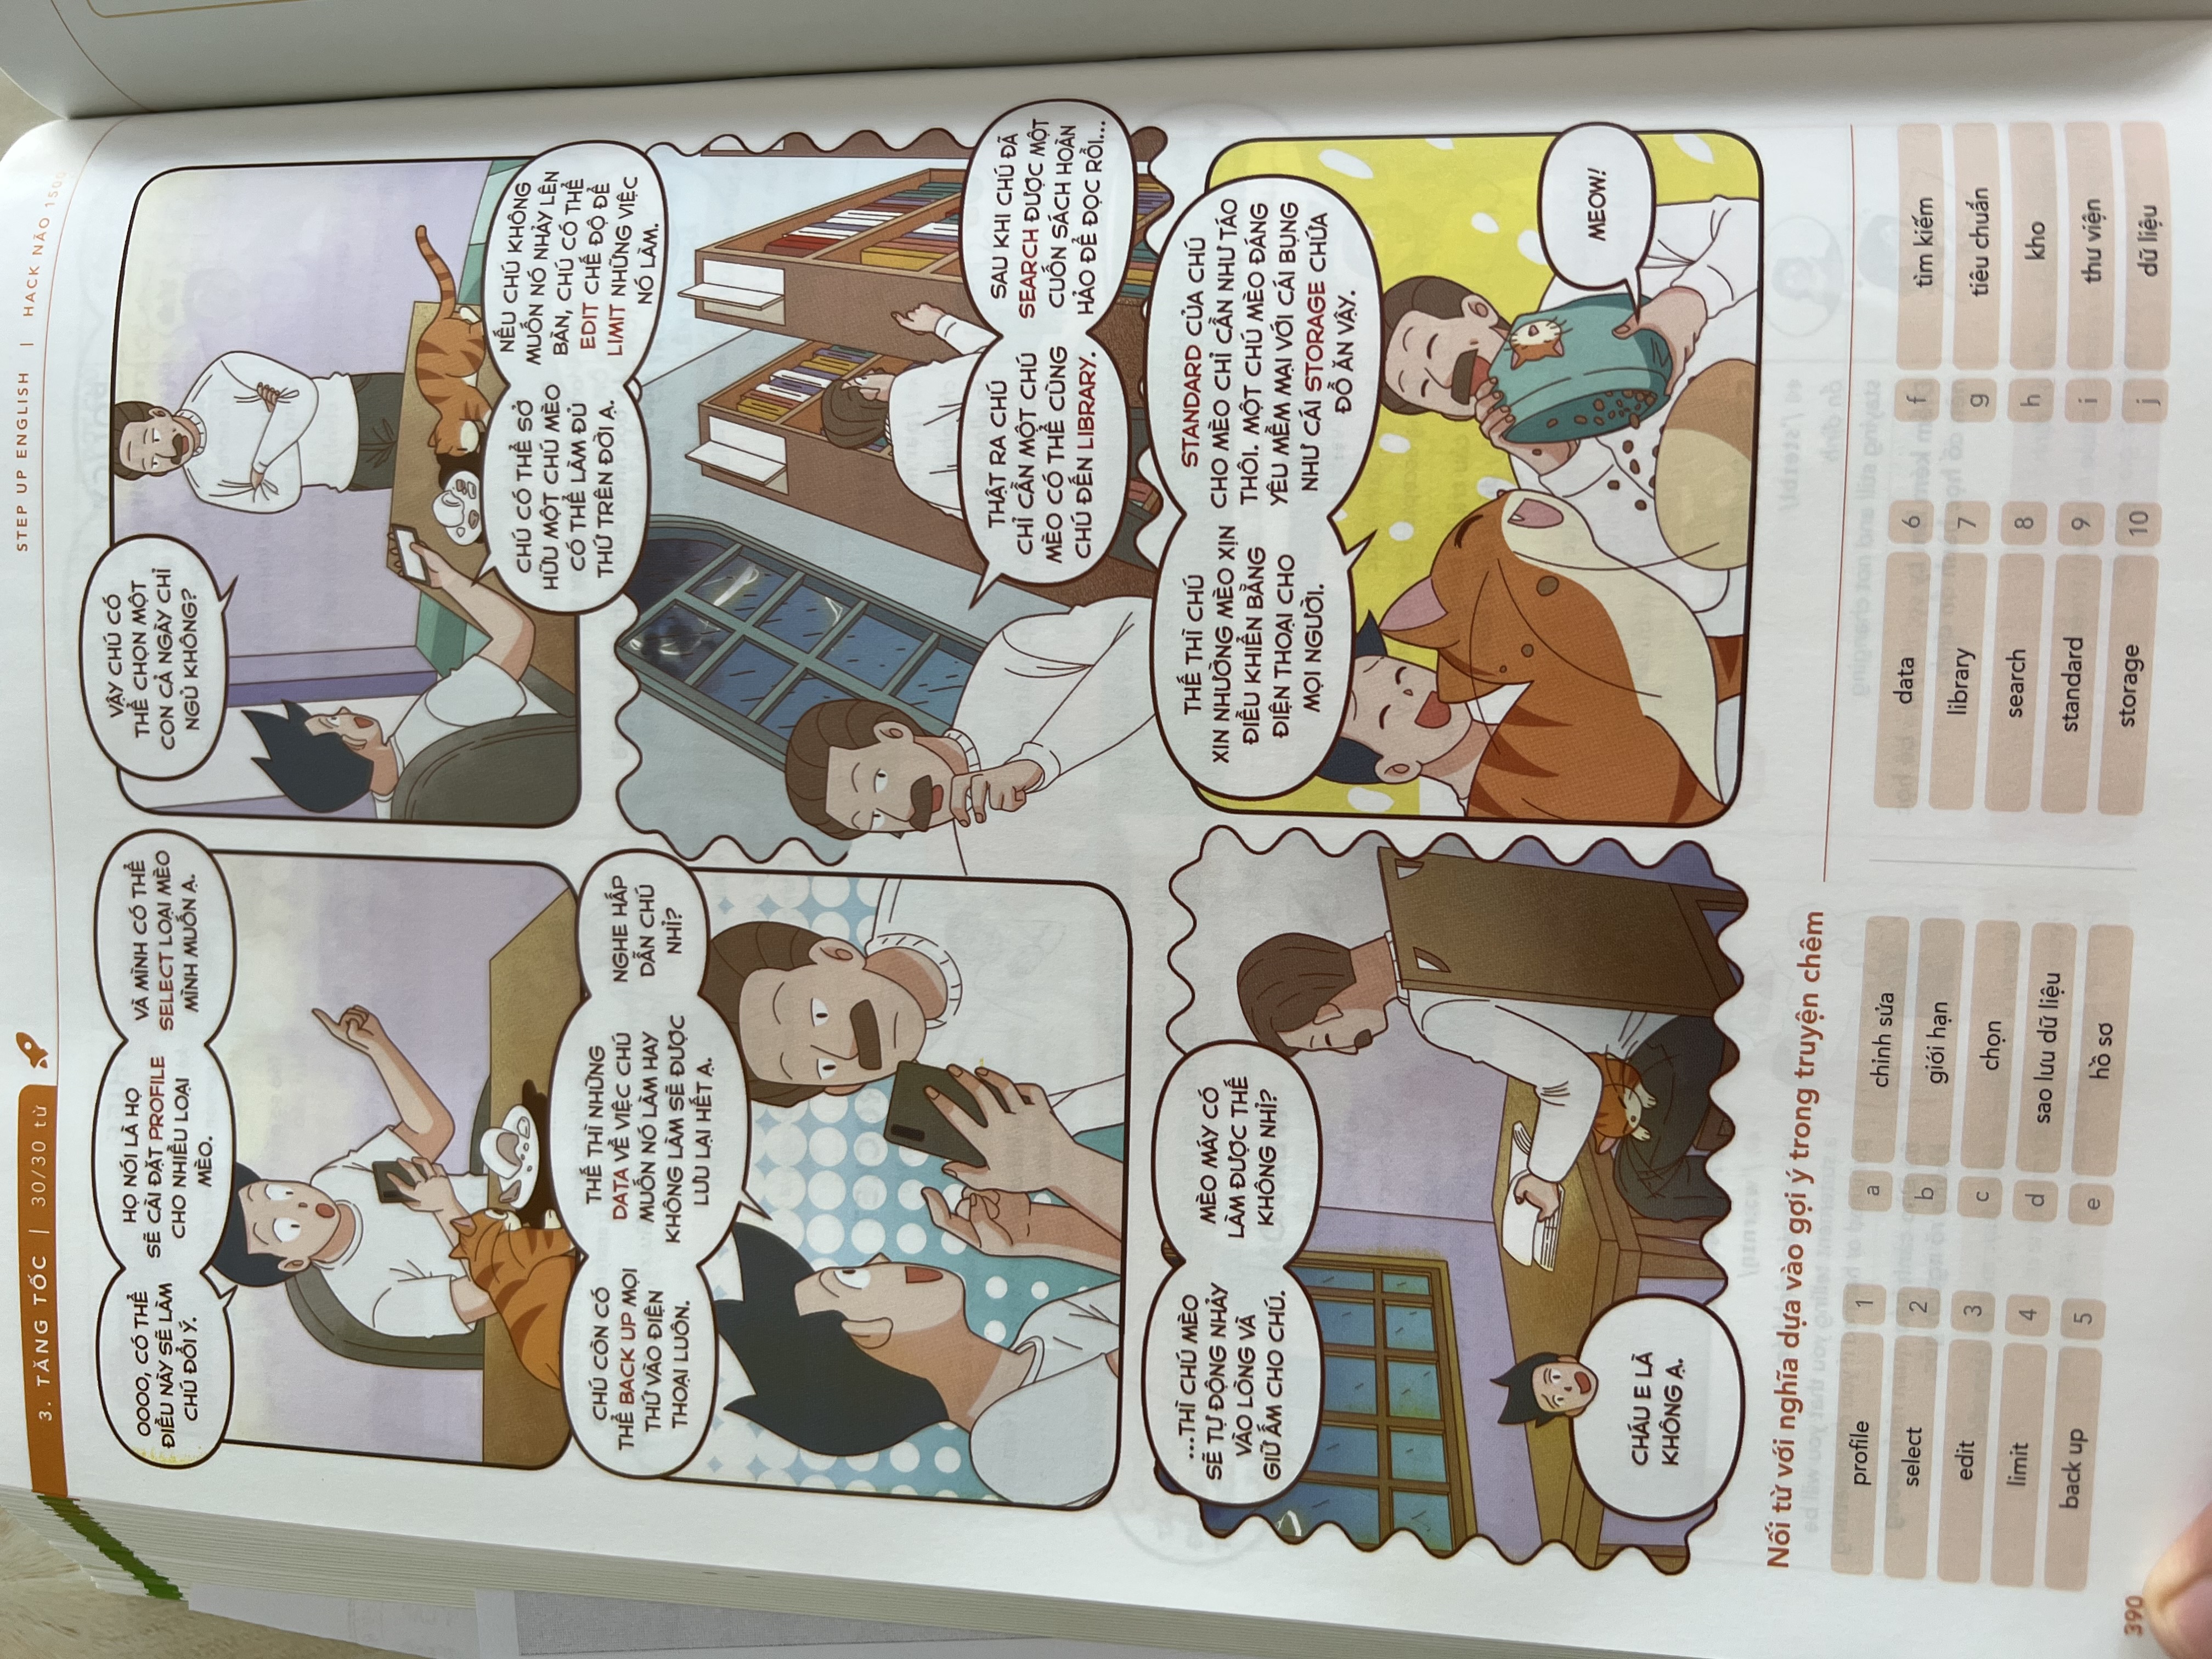 3. TĂNG TỐC | 30/30 từ
STEP UP ENGLISH | HACK NÃO 1500
OOOO, CÓ THỂ
ĐIỀU NÀY SẼ LÀM
CHÚ ĐỔI Ý.
HỌ NÓI LÀ HỌ
SẼ CÀI ĐẶT PROFILE
CHO NHIỀU LOẠI
MÈO.
VÀ MÌNH CÓ THỂ
SELECT LOẠI MÈO
MÌNH MUỐN Ạ.
VẬY CHÚ CÓ
THỂ CHỌN MỘT
CON CẢ NGÀY CHỈ
NGỦ KHÔNG?
CHÚ CÓ THỂ SỞ
HỮU MỘT CHÚ MÈO
CÓ THỂ LÀM ĐỦ
THỨ TRÊN ĐỜI Ạ.
NẾU CHÚ KHÔNG
MUỐN NÓ NHẢY LÊN
BÀN, CHÚ CÓ THỂ
EDIT CHẾ ĐỘ ĐỂ
LIMIT NHỮNG VIỆC
NÓ LÀM.
CHÚ CÒN CÓ
THỂ BACK UP MỌI
THỨ VÀO ĐIỆN
THOẠI LUÔN.
THẾ THÌ NHỮNG
DATA VỀ VIỆC CHÚ
MUỐN NÓ LÀM HAY
KHÔNG LÀM SẼ ĐƯỢC
LƯU LẠI HẾT Ạ.
NGHE HẤP
DẪN CHÚ
NHỈ?
THẬT RA CHÚ
CHỈ CẦN MỘT CHÚ
MÈO CÓ THỂ CÙNG
CHÚ ĐẾN LIBRARY.
SAU KHI CHÚ ĐÃ
SEARCH ĐƯỢC MỘT
CUỐN SÁCH HOÀN
HẢO ĐỂ ĐỌC RỒI...
...THÌ CHÚ MÈO
SẼ TỰ ĐỘNG NHẢY
VÀO LÒNG VÀ
GIỮ ẤM CHO CHÚ.
MÈO MÁY CÓ
LÀM ĐƯỢC THẾ
KHÔNG NHỈ?
CHÁU E LÀ
KHÔNG Ạ.
THẾ THÌ CHÚ
XIN NHƯỜNG MÈO XỊN
ĐIỀU KHIỂN BẰNG
ĐIỆN THOẠI CHO
MỌI NGƯỜI.
STANDARD CỦA CHÚ
CHO MÈO CHỈ CẦN NHƯ TÁO
THÔI. MỘT CHÚ MÈO ĐÁNG
YÊU MỀM MẠI VỚI CÁI BỤNG
NHƯ CÁI STORAGE CHỨA
ĐỒ ĂN VẬY.
MEOW!
Nối từ với nghĩa dựa vào gợi ý trong truyện chêm
profile 1 a chỉnh sửa
select 2 b giới hạn
edit 3 c chọn
limit 4 d sao lưu dữ liệu
back up 5 e hồ sơ
data 6 f tìm kiếm
library 7 g tiêu chuẩn
search 8 h kho
standard 9 i thư viện
storage 10 j dữ liệu
390